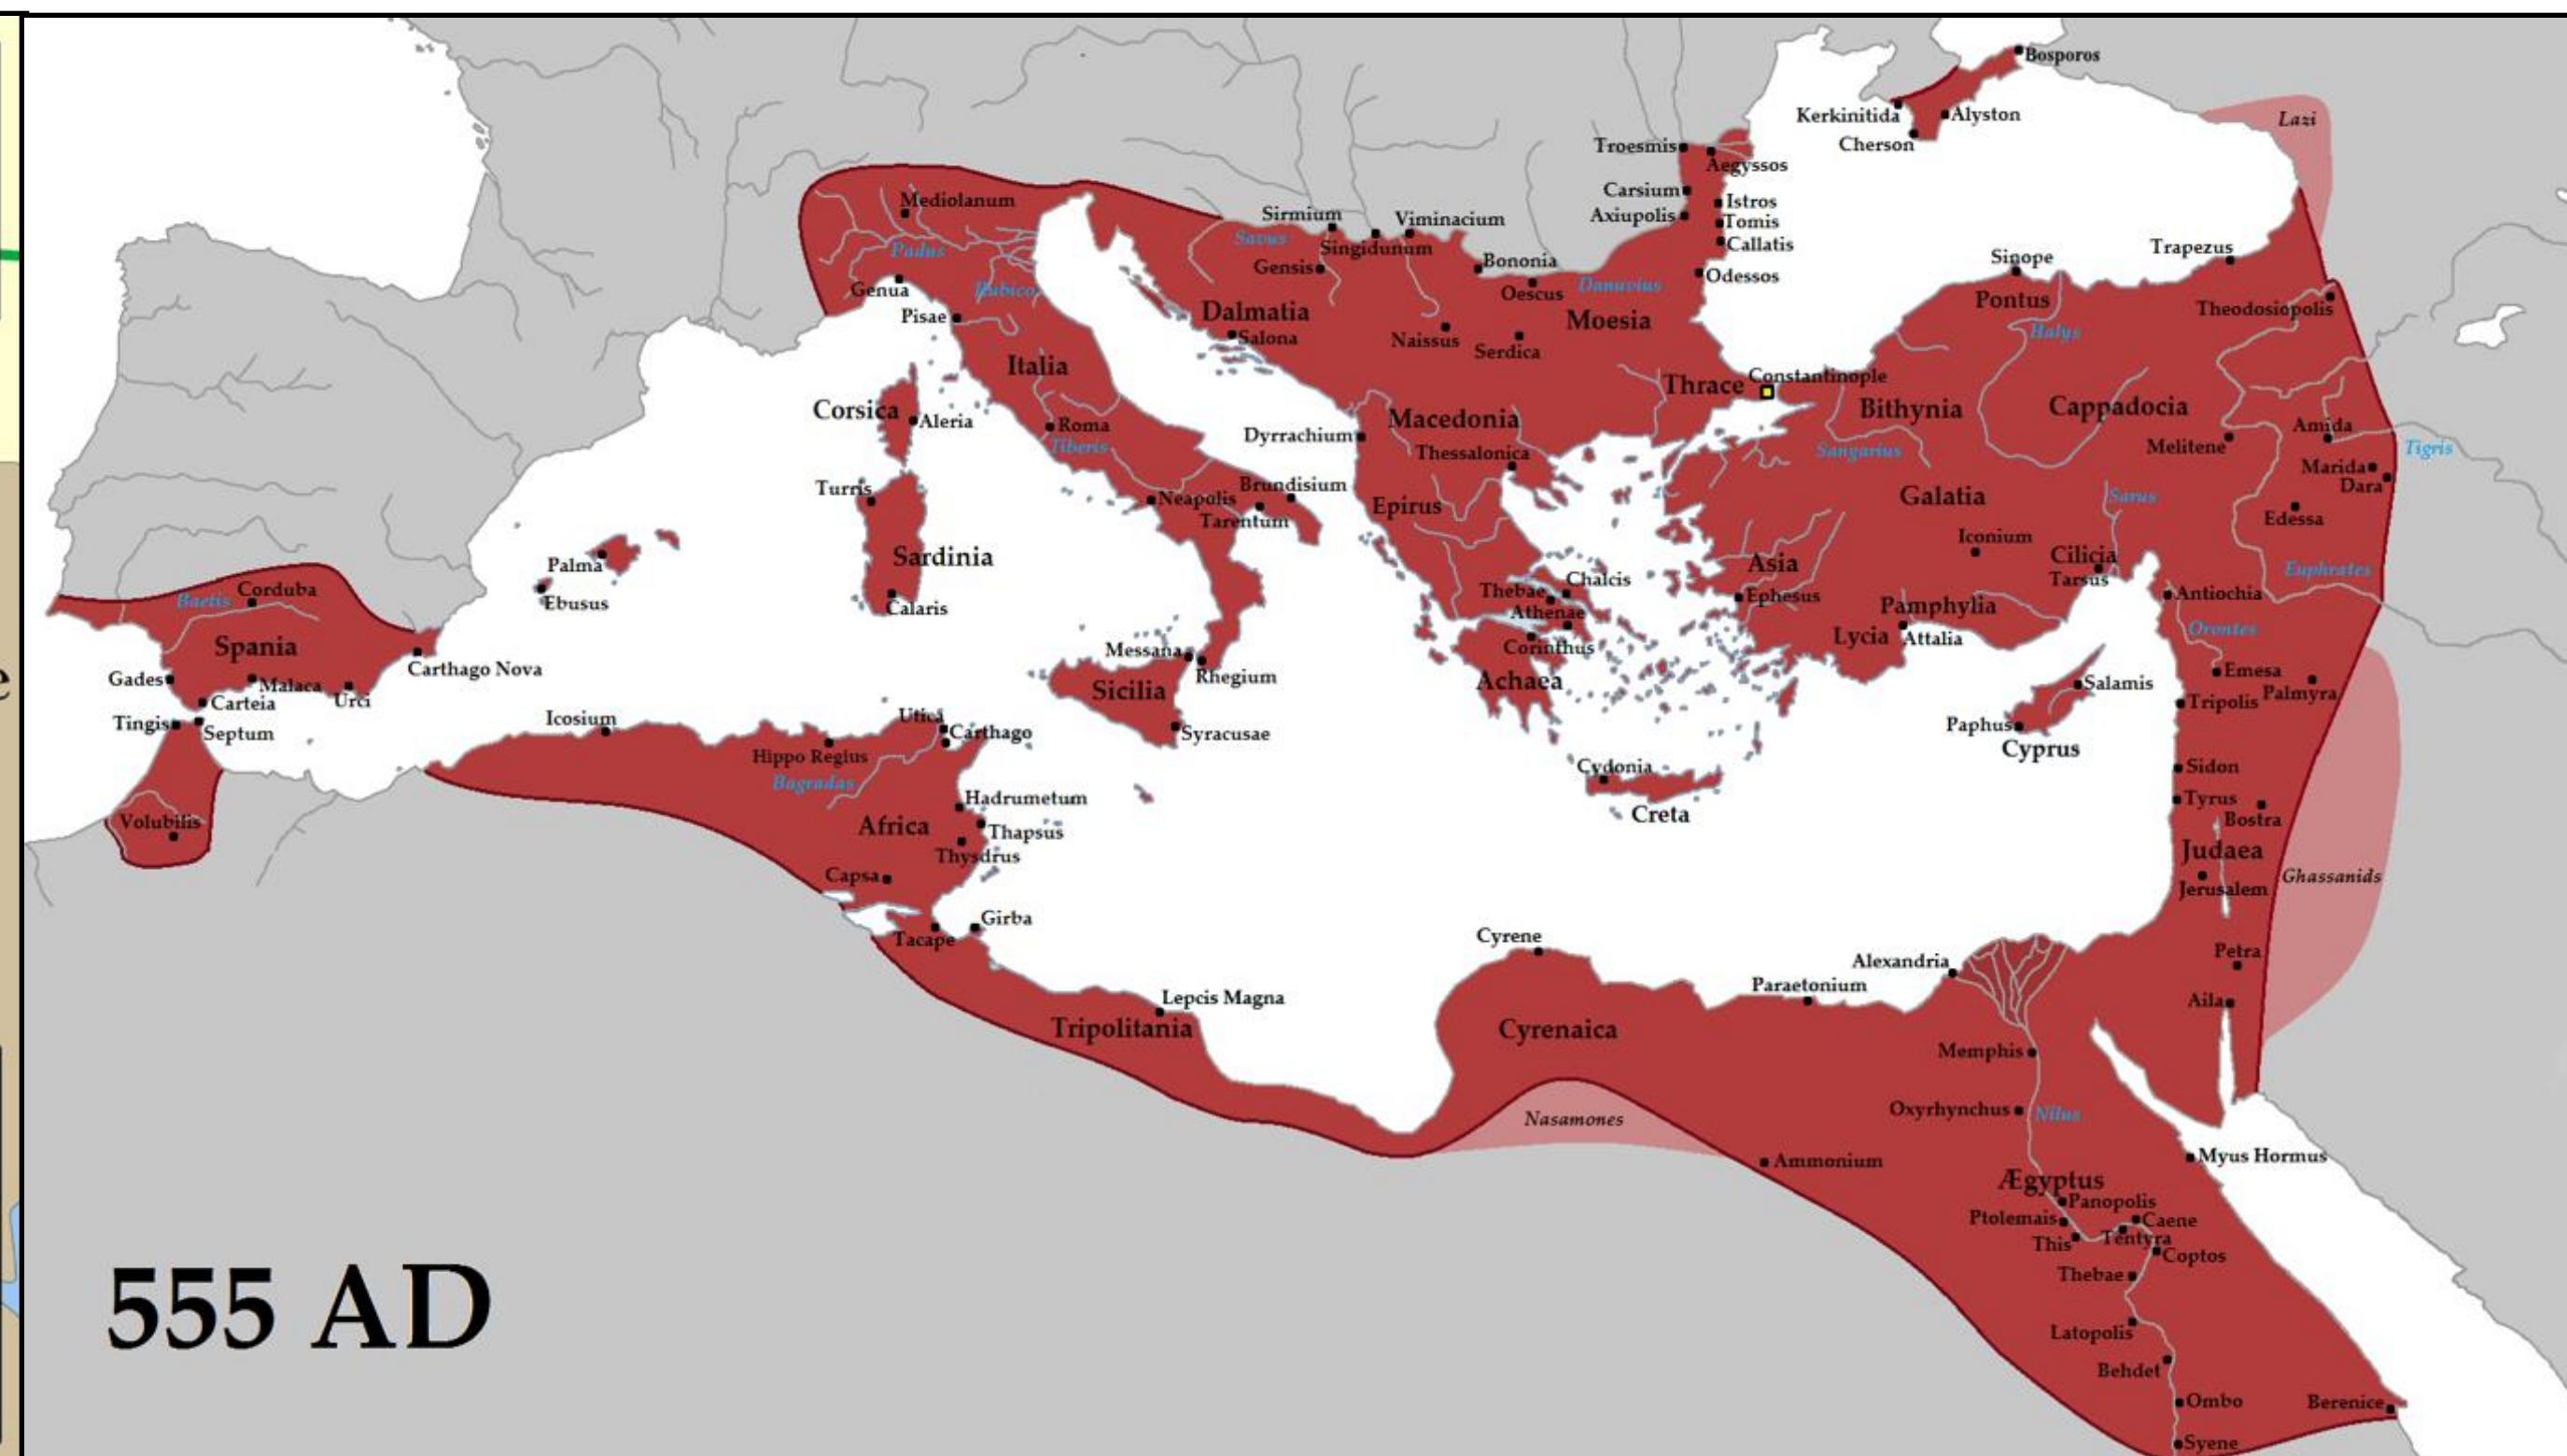 Bosporos
Kerkinitida
Alyston
Cherson
Lazi
Troesmis
Aegyssos
Carsium
Istros
Axiupolis
Tomis
Callatis
Odessos
Mediolanum
Padus
Genua
Rubico
Pisae
Sirmium
Viminacium
Savus
Singidunum
Gensis
Bononia
Oescus
Danuvius
Dalmatia
Salona
Moesia
Naissus
Serdica
Sinope
Trapezus
Pontus
Halys
Theodosiopolis
Italia
Thrace
Constantinople
Bithynia
Cappadocia
Corsica
Aleria
Roma
Tiberis
Dyrrachium
Macedonia
Thessalonica
Sangarius
Melitene
Amida
Tigris
Marida
Dara
Turris
Neapolis
Brundisium
Tarentum
Epirus
Galatia
Sarus
Edessa
Iconium
Sardinia
Calaris
Palma
Ebusus
Asia
Cilicia
Tarsus
Euphrates
Thebae
Chalcis
Athenae
Ephesus
Antiochia
Corduba
Baetis
Spania
Pamphylia
Lycia
Attalia
Orontes
Corinthus
Messana
Rhegium
Carthago Nova
Gades
Malaca
Urci
Carteia
Sicilia
Achaea
Salamis
Emesa
Palmyra
Tripolis
Tingis
Septum
Icosium
Utica
Carthago
Syracusae
Paphus
Cyprus
Hippo Regius
Bagradas
Cydonia
Creta
Sidon
Tyrus
Bostra
Hadrumetum
Volubilis
Africa
Thapsus
Thysdrus
Judaea
Capsa
Jerusalem
Ghassanids
Girba
Tacape
Cyrene
Alexandria
Petra
Paetonium
Aila
Lepcis Magna
Tripolitania
Cyrenaica
Memphis
Nasamones
Oxyrhynchus
Nilus
Ammonium
Myus Hormus
Ægyptus
Panopolis
Ptolemais
Caene
This
Tentyra
Coptos
Thebae
Latopolis
Behdet
Ombo
Berenice
Syene
555 AD
e